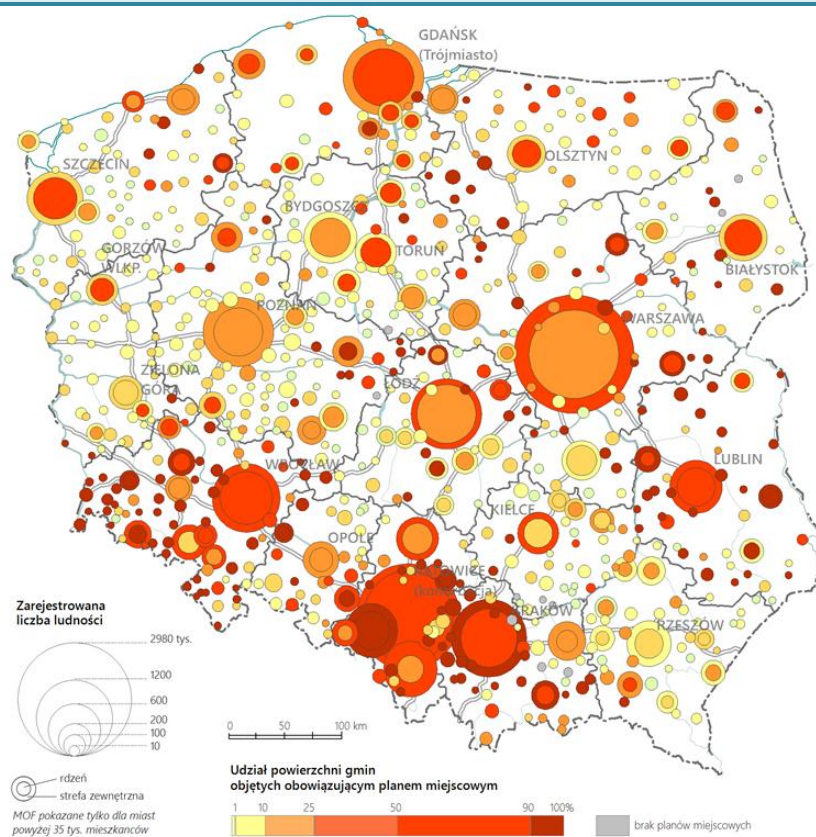 GDAŃSK
(Trójmiasto)
SZCZECIN
OLSZTYN
BYDGOSZCZ
GORZÓW
WLKP.
TORUŃ
BIAŁYSTOK
POZNAŃ
WARSZAWA
ZIELONA
GÓRA
ŁÓDŹ
WROCŁAW
LUBLIN
KIELCE
OPOLE
KATOWICE
KRAKÓW
RZESZÓW
Zarejestrowana
liczba ludności
2980 tys.
1200
600
200
100
10
rdzeń
strefa zewnętrzna
MOF pokazane tylko dla miast
powyżej 35 tys. mieszkańców
0 50 100 km
Udział powierzchni gmin
objętych obowiązującym planem miejscowym
1 10 25 50 90 100%
brak planów miejscowych